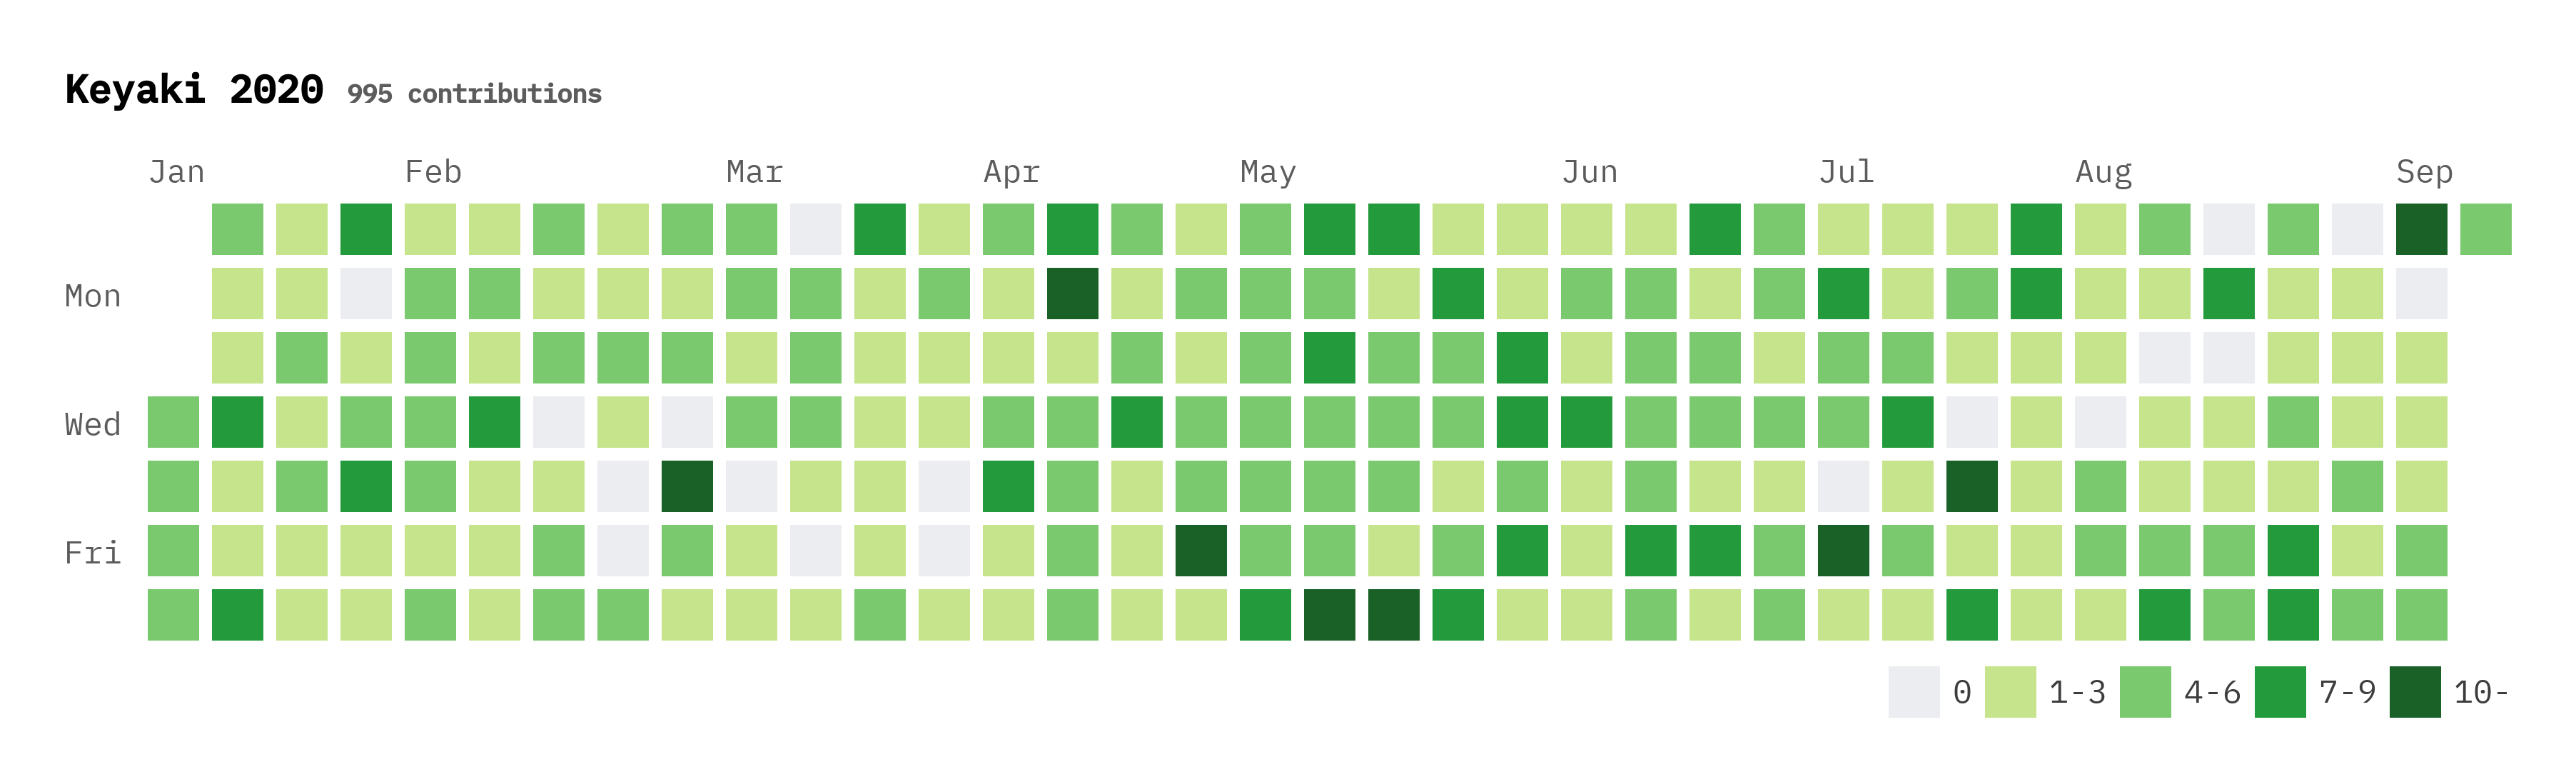 Keyaki 2020 995 contributions
Jan Feb Mar Apr May Jun Jul Aug Sep
Mon
Wed
Fri
0 1-3 4-6 7-9 10-